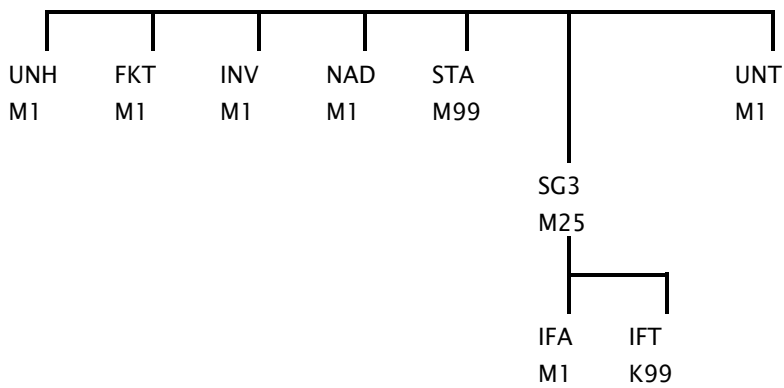 UNH FKT INV NAD STA UNT
M1 M1 M1 M1 M99 M1
SG3
M25
IFA IFT
M1 K99